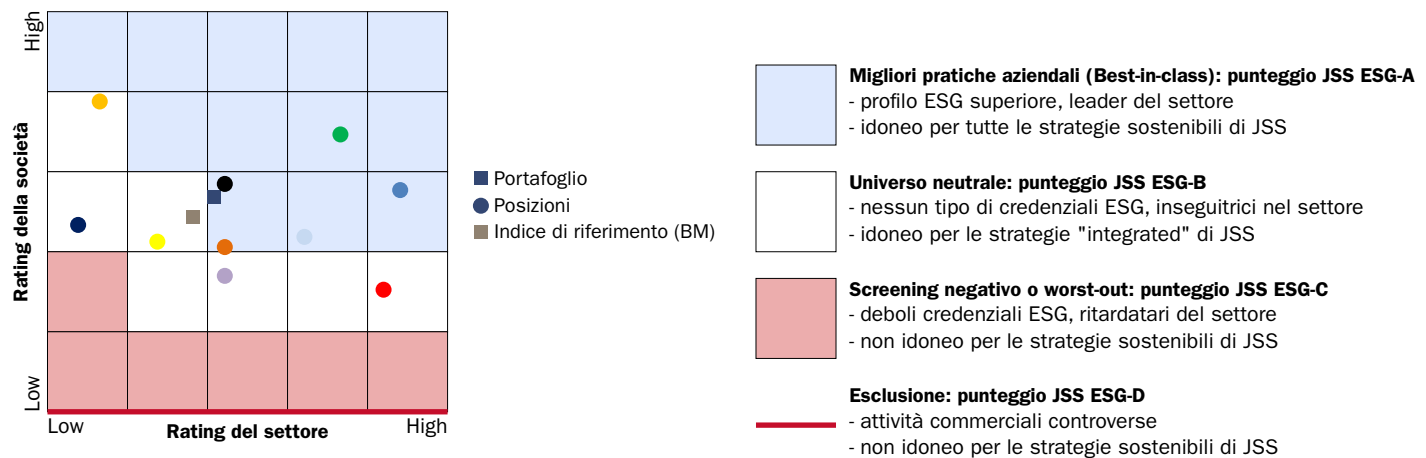 High
Rating della società
Low
Low
Rating del settore
High
Portafoglio
Posizioni
Indice di riferimento (BM)
Migliori pratiche aziendali (Best-in-class): punteggio JSS ESG-A
- profilo ESG superiore, leader del settore
- idoneo per tutte le strategie sostenibili di JSS
Universo neutrale: punteggio JSS ESG-B
- nessun tipo di credenziali ESG, inseguitrici nel settore
- idoneo per le strategie "integrated" di JSS
Screening negativo o worst-out: punteggio JSS ESG-C
- deboli credenziali ESG, ritardatari del settore
- non idoneo per le strategie sostenibili di JSS
Esclusione: punteggio JSS ESG-D
- attività commerciali controverse
- non idoneo per le strategie sostenibili di JSS